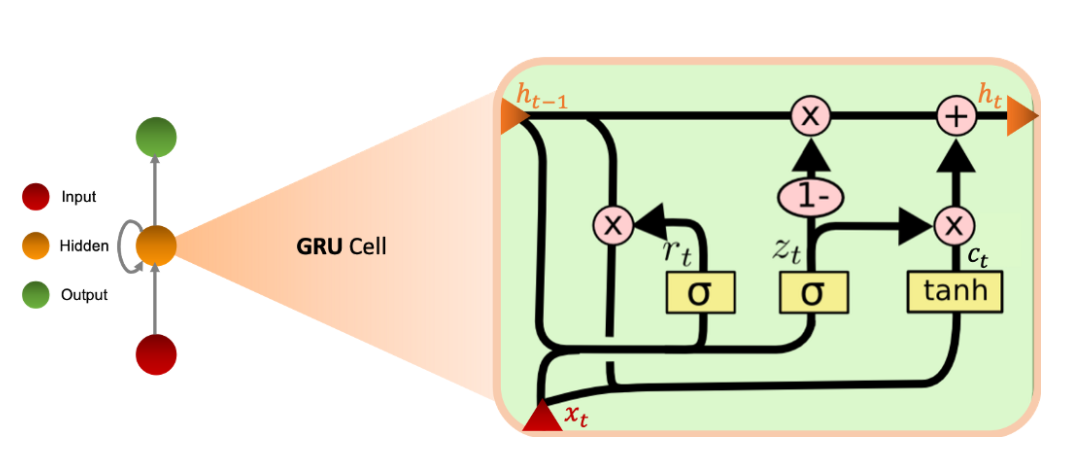 Input
Hidden
Output
GRU Cell
h_{t-1}
h_t
x
+
1-
x
x
r_t
z_t
c_t
σ
σ
tanh
x_t